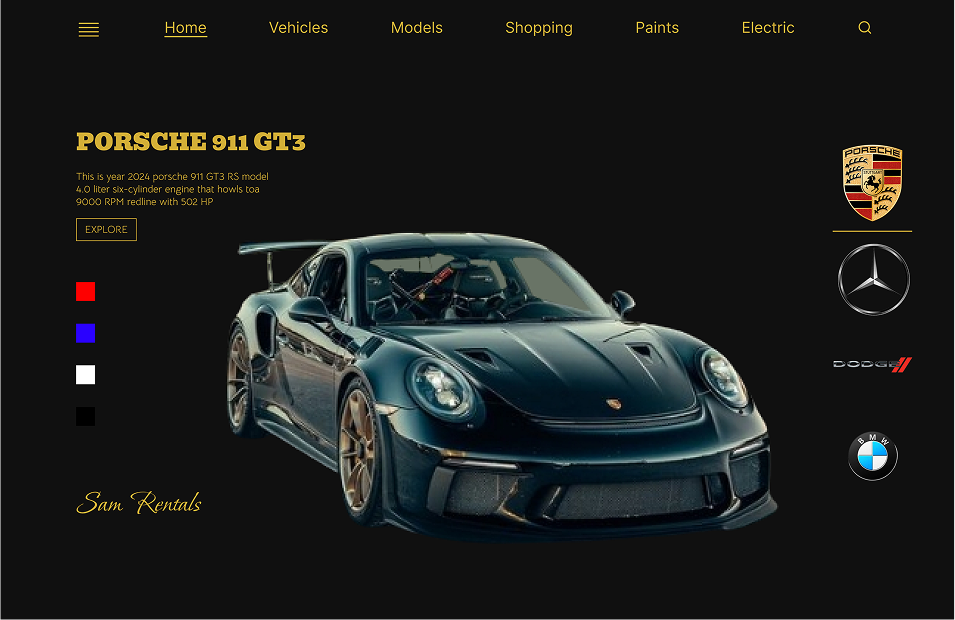 Home Vehicles Models Shopping Paints Electric
PORSCHE 911 GT3
This is year 2024 porsche 911 GT3 RS model
4.0 liter six-cylinder engine that howls toa
9000 RPM redline with 502 HP
EXPLORE
Sam Rentals
PORSCHE
STUTTGART
DODGE
BMW